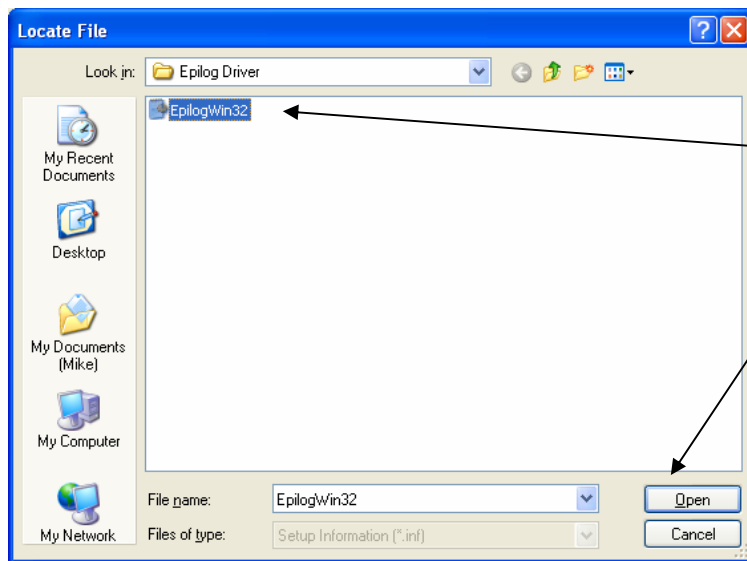 Locate File
Look in: Epilog Driver
EpilogWin32
My Recent
Documents
Desktop
My Documents
(Mike)
My Computer
My Network
File name: EpilogWin32 Open
Files of type: Setup Information (*.inf) Cancel